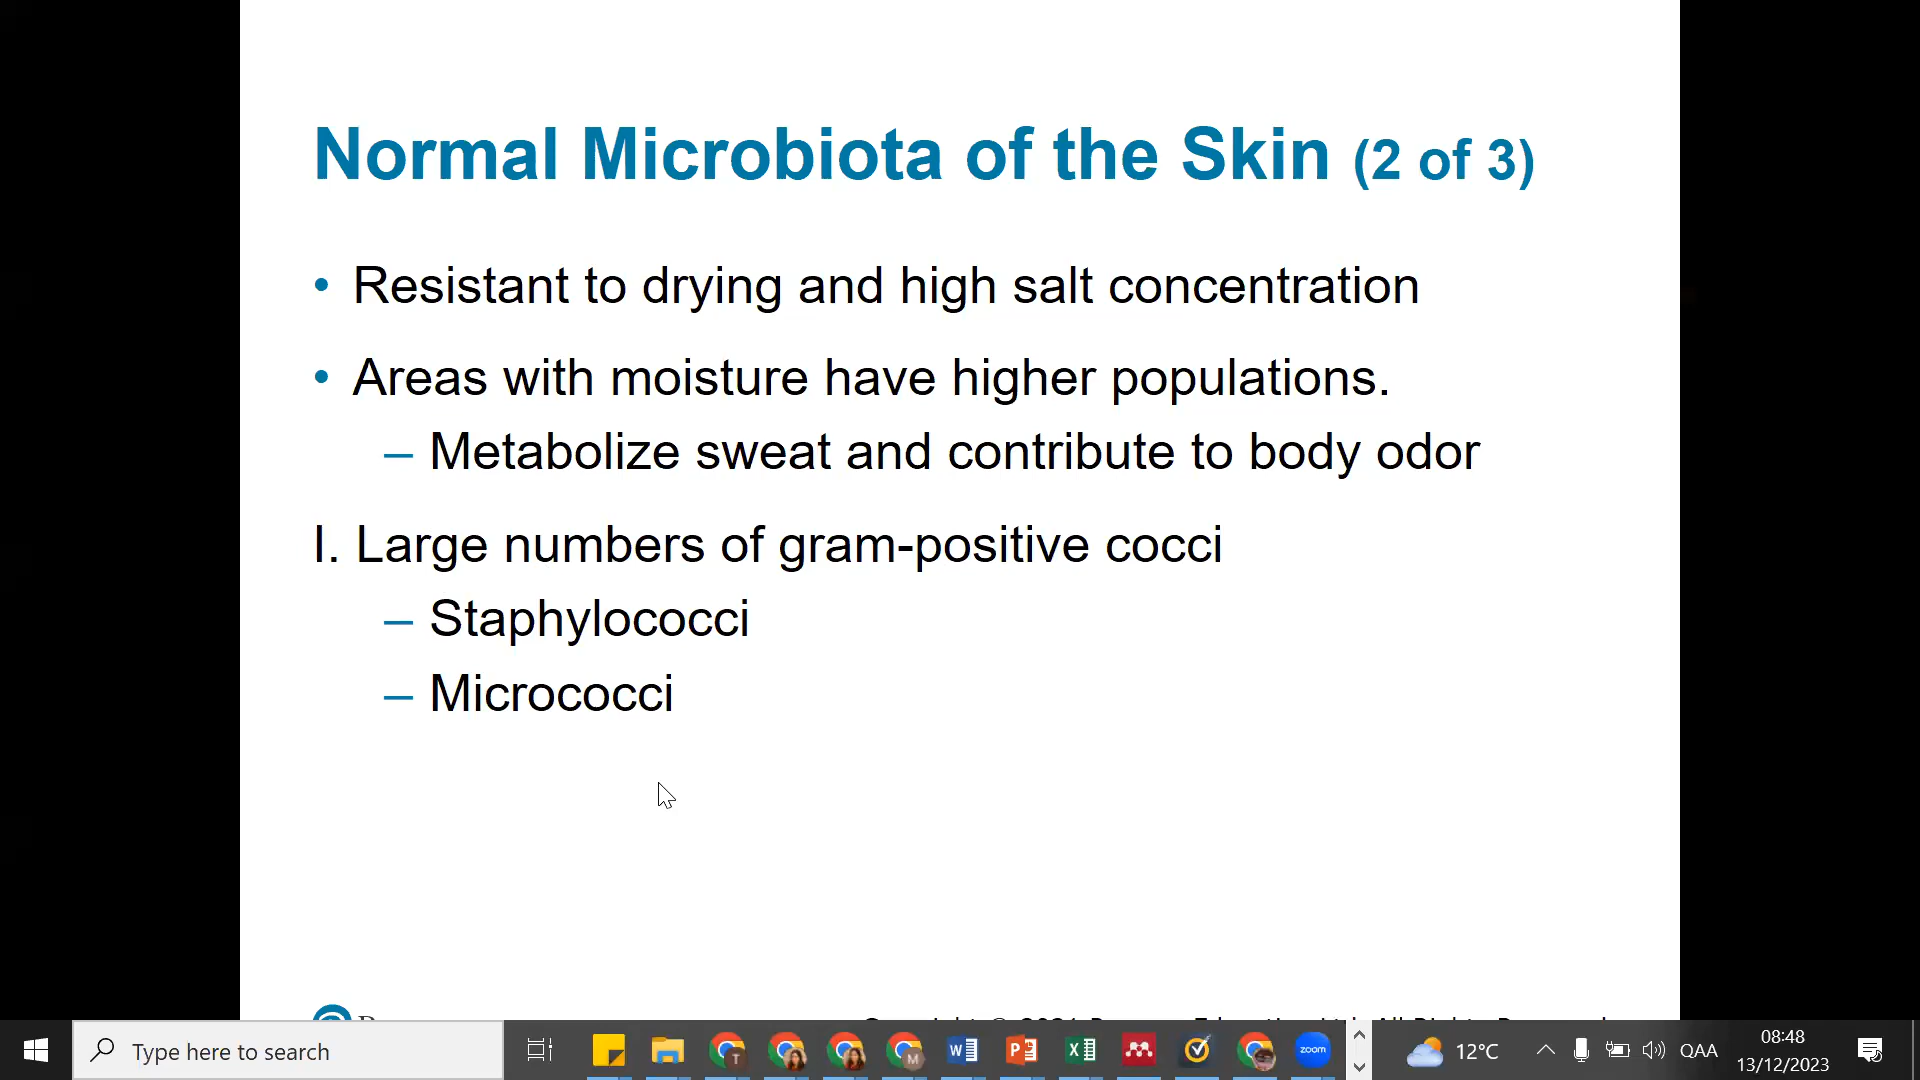 Normal Microbiota of the Skin (2 of 3)
• Resistant to drying and high salt concentration
• Areas with moisture have higher populations.
– Metabolize sweat and contribute to body odor
I. Large numbers of gram-positive cocci
– Staphylococci
– Micrococci
Type here to search
T
M
zoom
12°C
QAA
08:48
13/12/2023